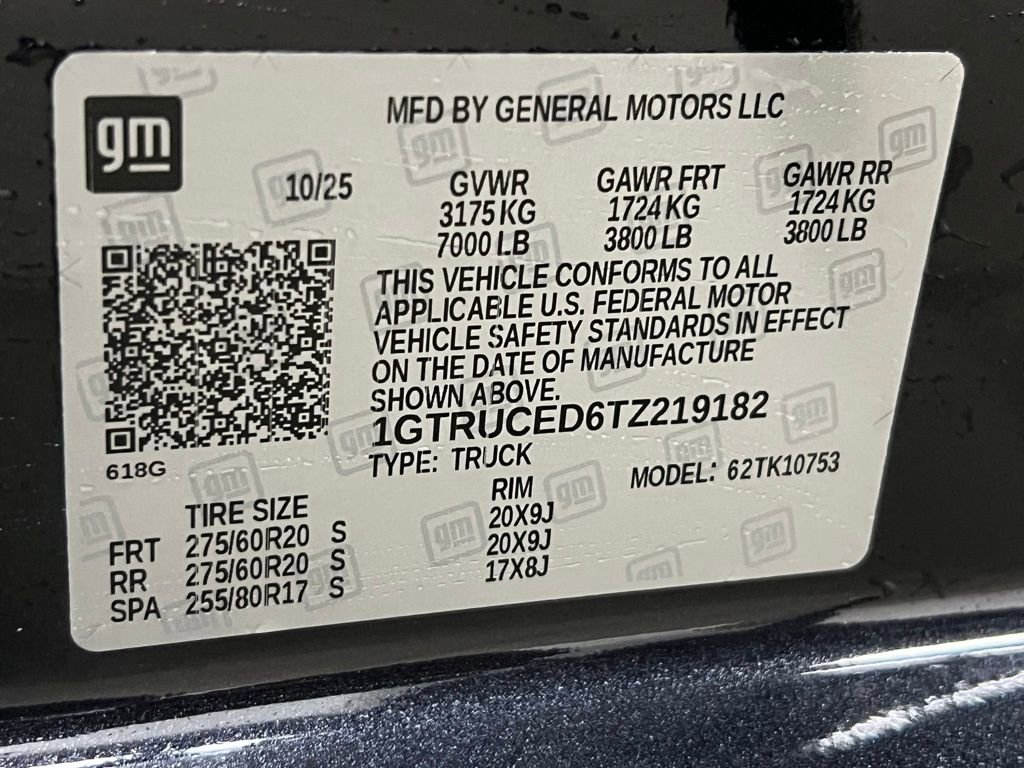 gm
MFD BY GENERAL MOTORS LLC
10/25 GVWR GAWR FRT GAWR RR
3175 KG 1724 KG 1724 KG
7000 LB 3800 LB 3800 LB
THIS VEHICLE CONFORMS TO ALL
APPLICABLE U.S. FEDERAL MOTOR
VEHICLE SAFETY STANDARDS IN EFFECT
ON THE DATE OF MANUFACTURE
SHOWN ABOVE.
1GTRUCED6TZ219182
618G
TYPE: TRUCK MODEL: 62TK10753
TIRE SIZE RIM
FRT 275/60R20 S 20X9J
RR 275/60R20 S 20X9J
SPA 255/80R17 S 17X8J